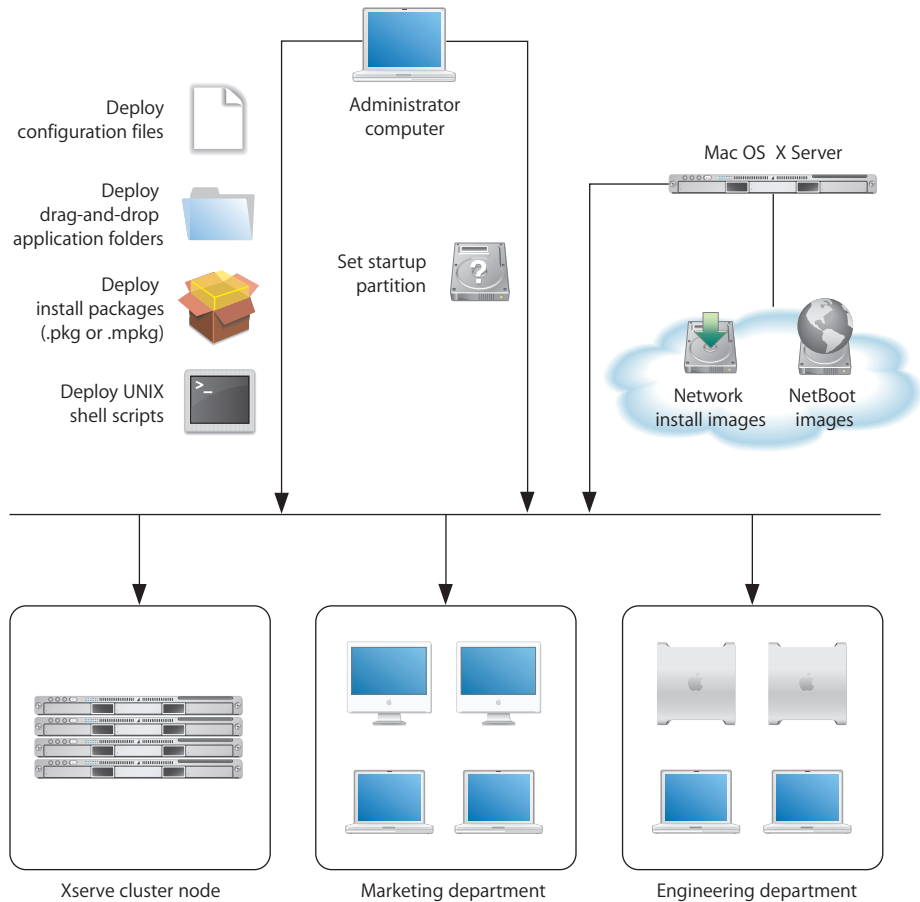 Administrator
computer
Deploy
configuration files
Deploy
drag-and-drop
application folders
Deploy
install packages
(.pkg or .mpkg)
Deploy UNIX
shell scripts
>_
Set startup
partition
?
Mac OS X Server
Network
install images
NetBoot
images
Xserve cluster node
Marketing department
Engineering department